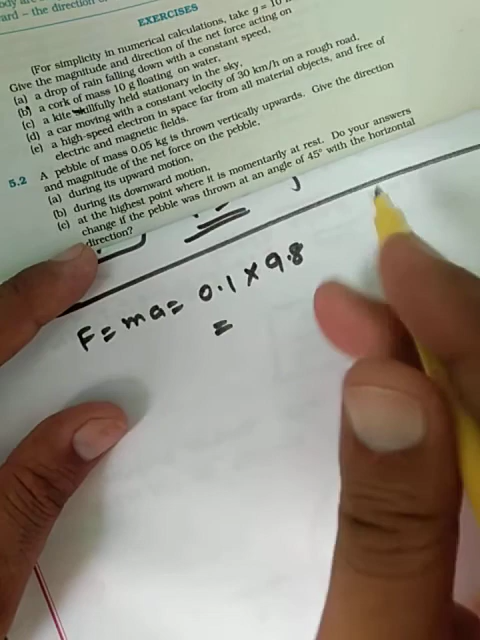 ody are
ard – the direction of
EXERCISES
(For simplicity in numerical calculations, take g = 10
Give the magnitude and direction of the net force acting on
(a) a drop of rain falling down with a constant speed,
(b) a cork of mass 10 g floating on water,
(c) a kite skillfully held stationary in the sky,
(d) a car moving with a constant velocity of 30 km/h on a rough road,
(e) a high-speed electron in space far from all material objects, and free of
electric and magnetic fields.
5.2 A pebble of mass 0.05 kg is thrown vertically upwards. Give the direction
and magnitude of the net force on the pebble,
(a) during its upward motion,
(b) during its downward motion,
(c) at the highest point where it is momentarily at rest. Do your answers
change if the pebble was thrown at an angle of 45° with the horizontal
direction?
F = ma = 0.1 × 9.8
=